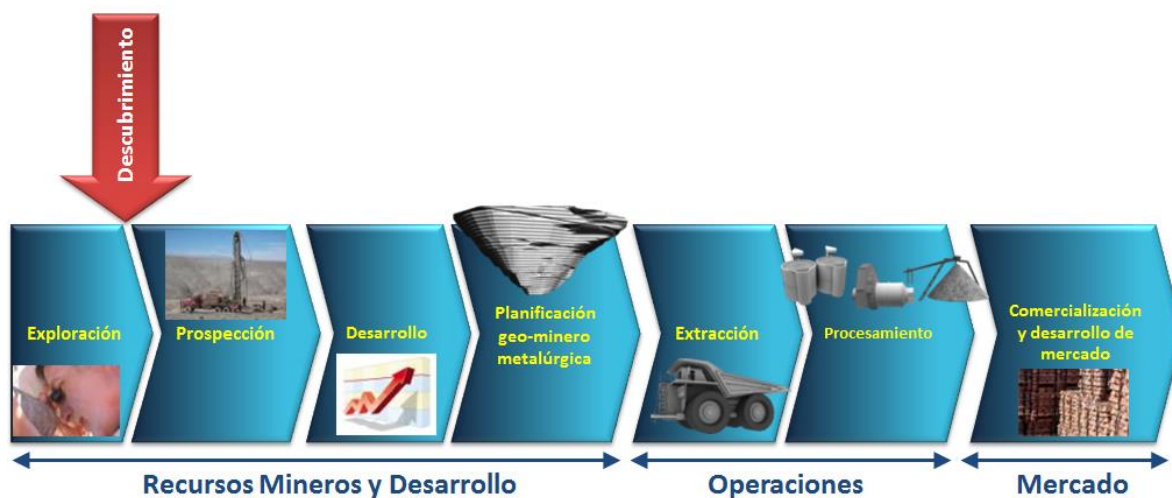 Descubrimiento
Exploración
Prospección
Desarrollo
Planificación
geo-minero
metalúrgica
Extracción
Procesamiento
Comercialización
y desarrollo de
mercado
Recursos Mineros y Desarrollo
Operaciones
Mercado